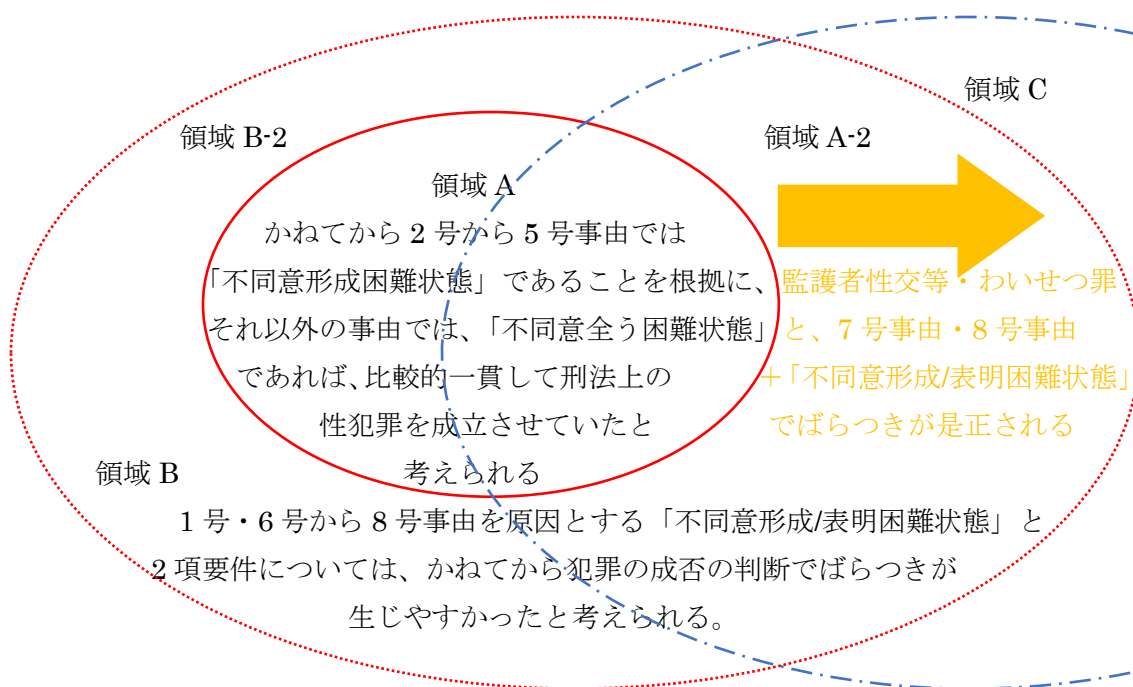 領域 C
領域 B-2
領域 A-2
領域 A
かねてから 2 号から 5 号事由では
「不同意形成困難状態」であることを根拠に、
それ以外の事由では、「不同意全う困難状態」
であれば、比較的一貫して刑法上の
性犯罪を成立させていたと
考えられる
監護者性交等・わいせつ罪
と、7 号事由・8 号事由
＋「不同意形成/表明困難状態」
でばらつきが是正される
領域 B
1 号・6 号から 8 号事由を原因とする「不同意形成/表明困難状態」と
2 項要件については、かねてから犯罪の成否の判断でばらつきが
生じやすかったと考えられる。